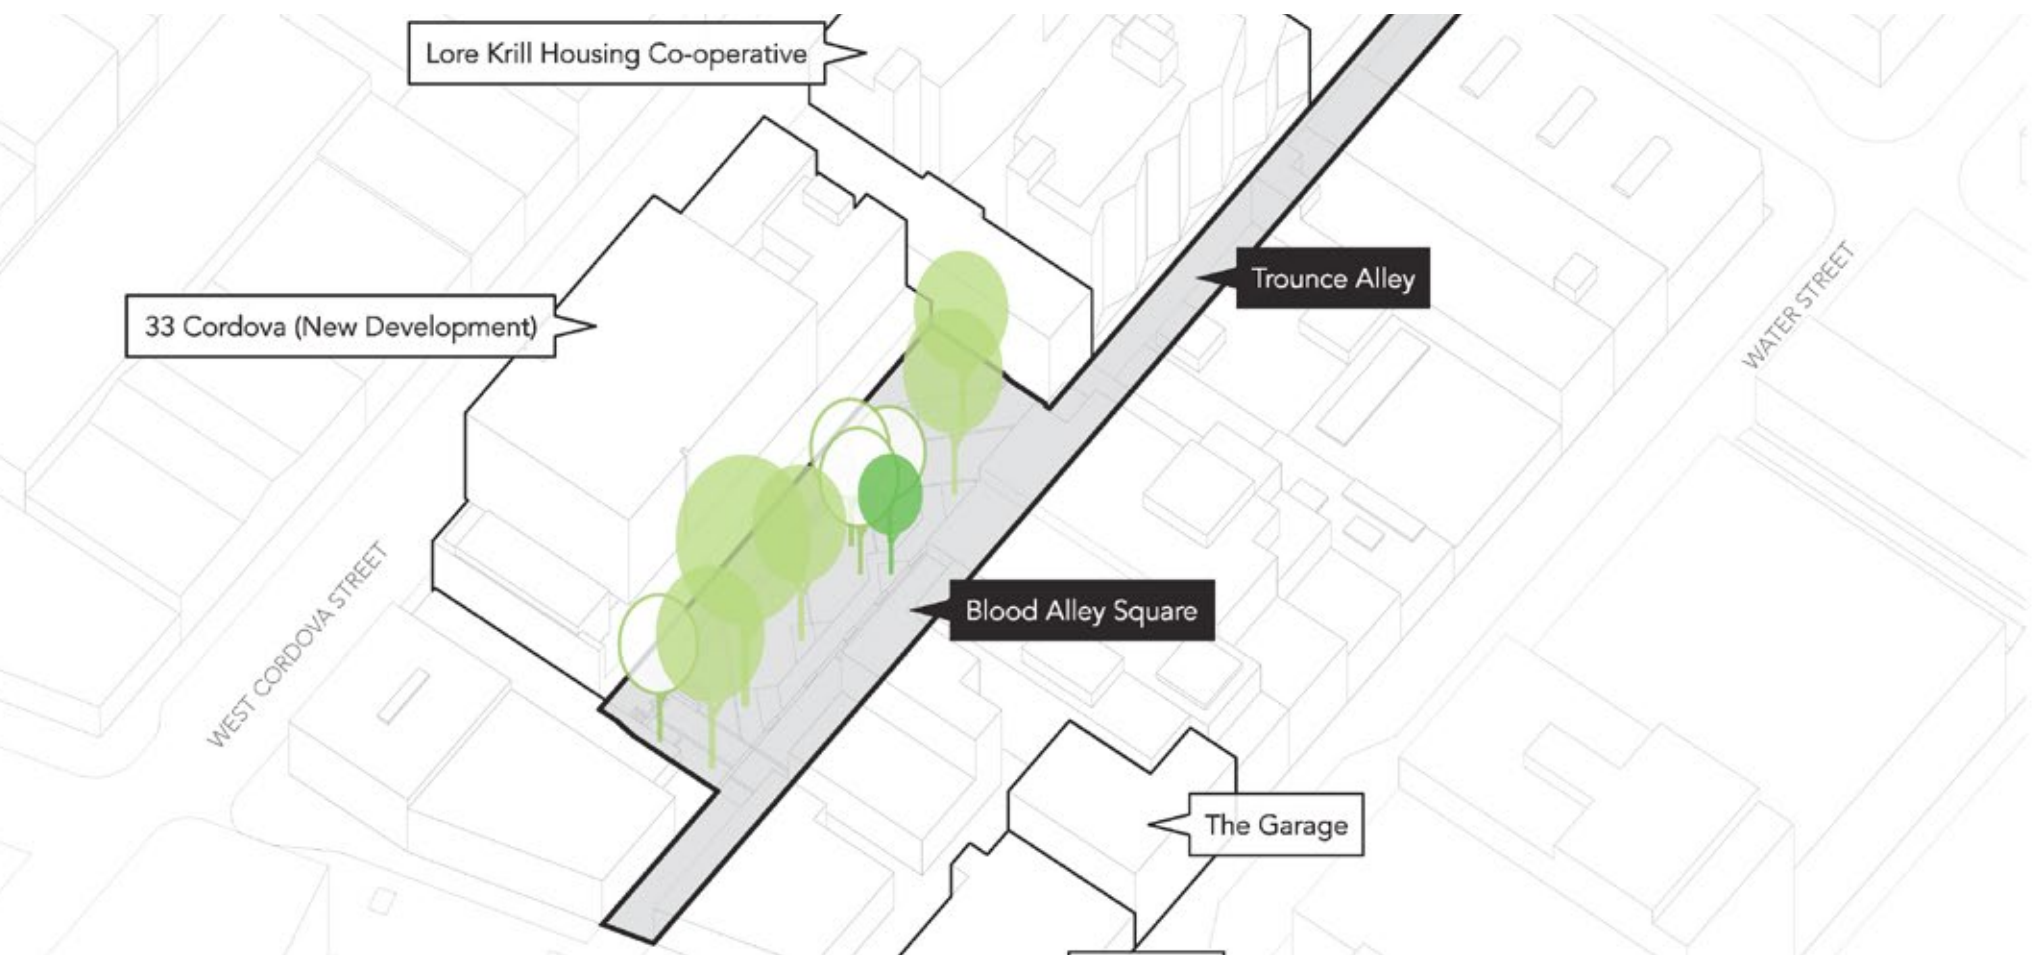 Lore Krill Housing Co-operative
Trounce Alley
33 Cordova (New Development)
WATER STREET
Blood Alley Square
WEST CORDOVA STREET
The Garage